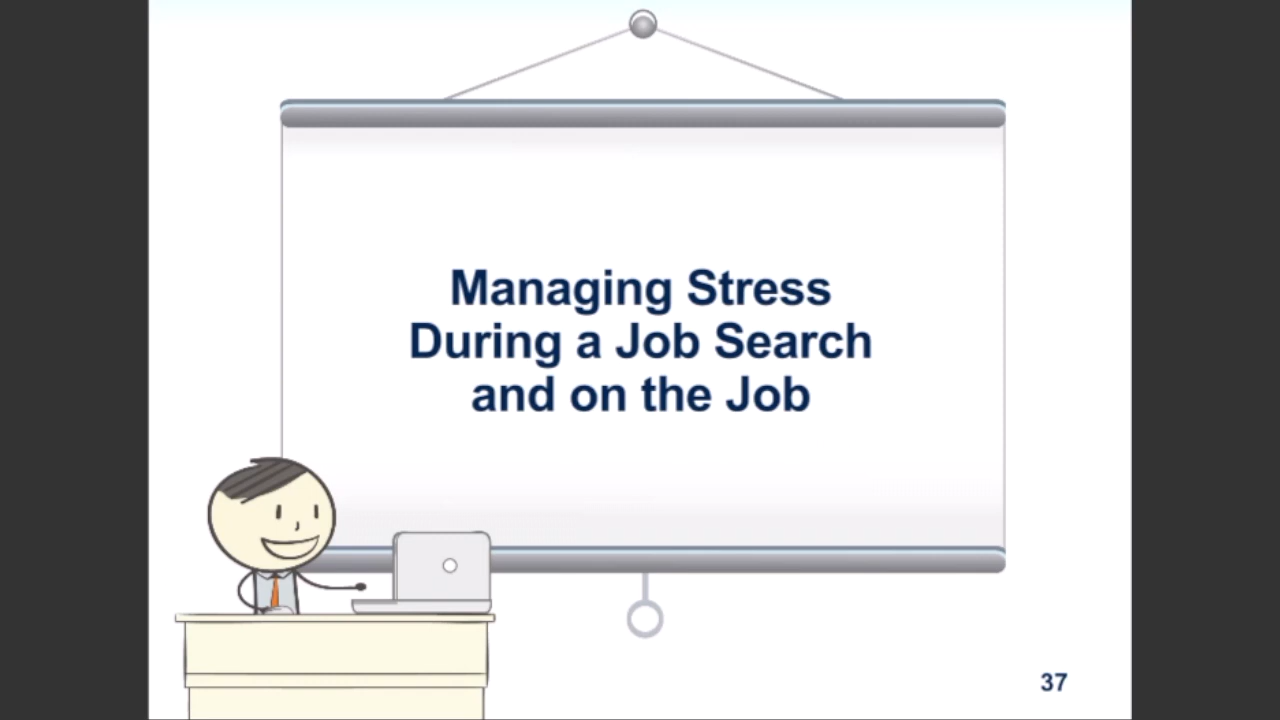 Managing Stress
During a Job Search
and on the Job
37